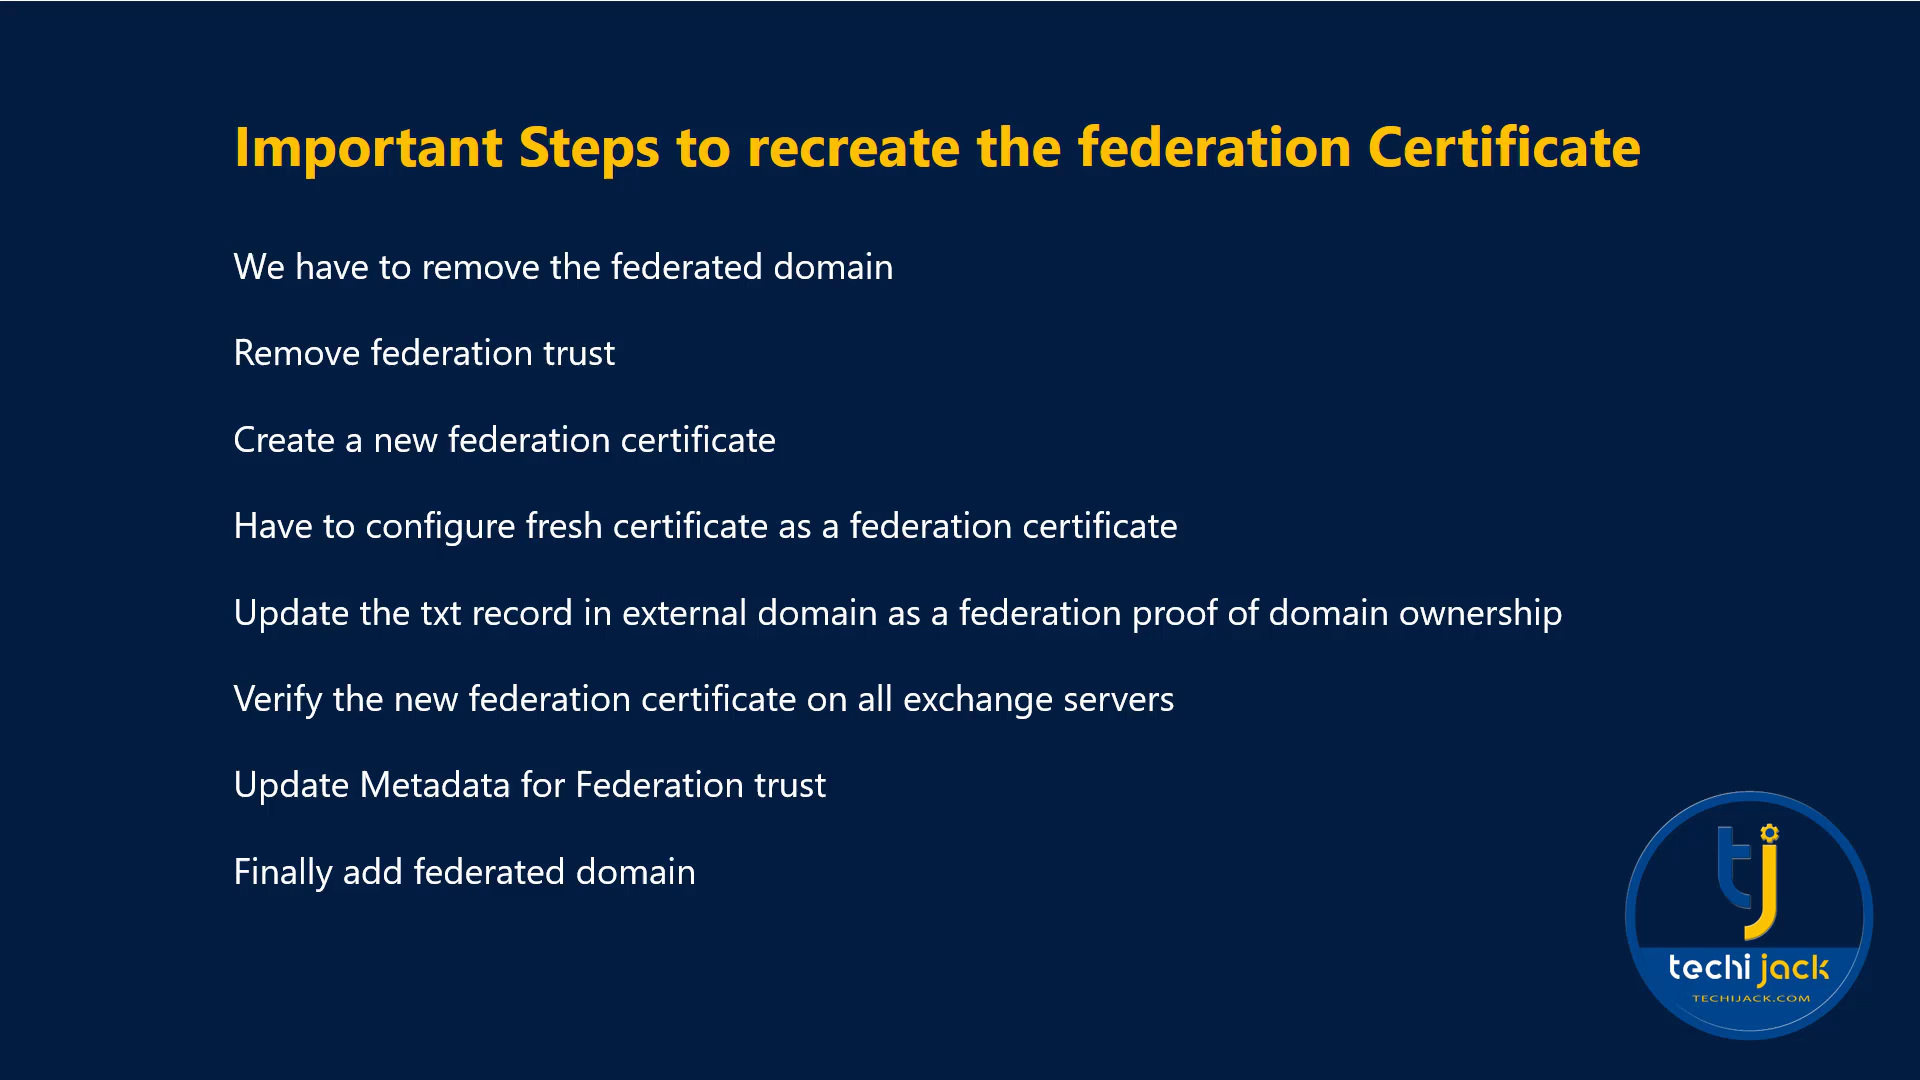 Important Steps to recreate the federation Certificate
We have to remove the federated domain
Remove federation trust
Create a new federation certificate
Have to configure fresh certificate as a federation certificate
Update the txt record in external domain as a federation proof of domain ownership
Verify the new federation certificate on all exchange servers
Update Metadata for Federation trust
Finally add federated domain
tj
techi jack
TECHIJACK.COM